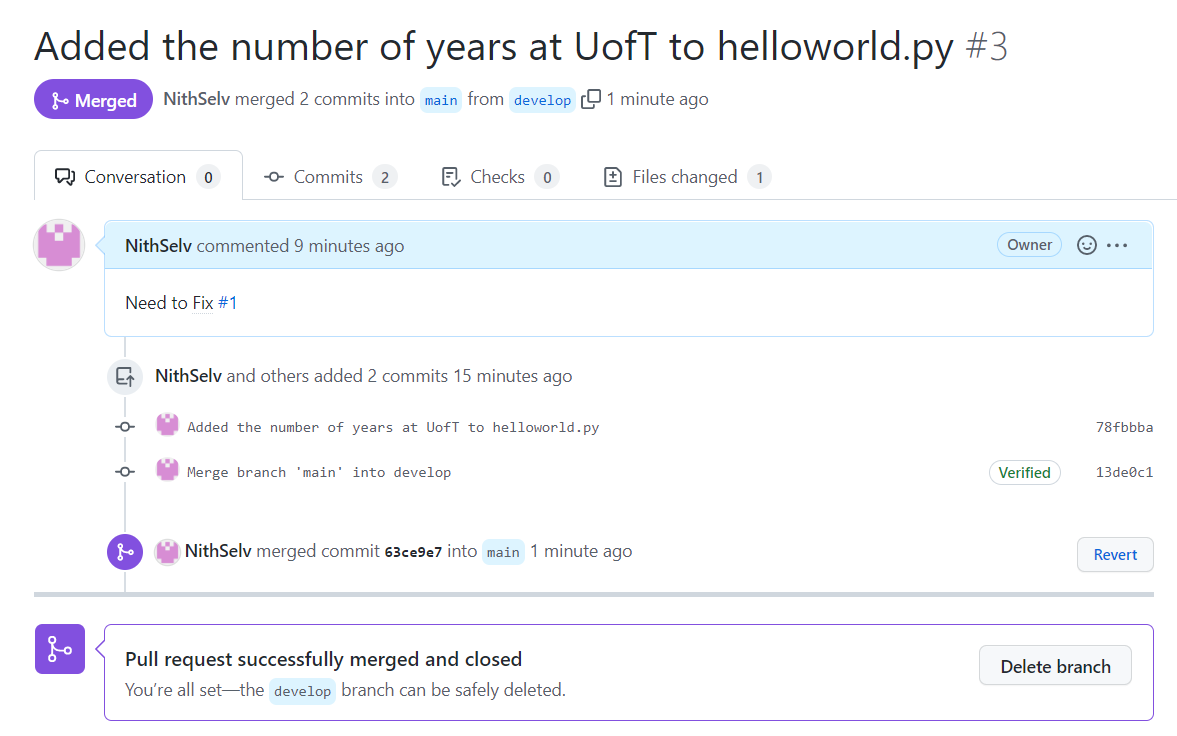 Added the number of years at UofT to helloworld.py #3
Merged NithSelv merged 2 commits into main from develop 1 minute ago
Conversation 0 Commits 2 Checks 0 Files changed 1
NithSelv commented 9 minutes ago Owner
Need to Fix #1
NithSelv and others added 2 commits 15 minutes ago
Added the number of years at UofT to helloworld.py 78fbbba
Merge branch 'main' into develop Verified 13de0c1
NithSelv merged commit 63ce9e7 into main 1 minute ago Revert
Pull request successfully merged and closed
You’re all set—the develop branch can be safely deleted.
Delete branch